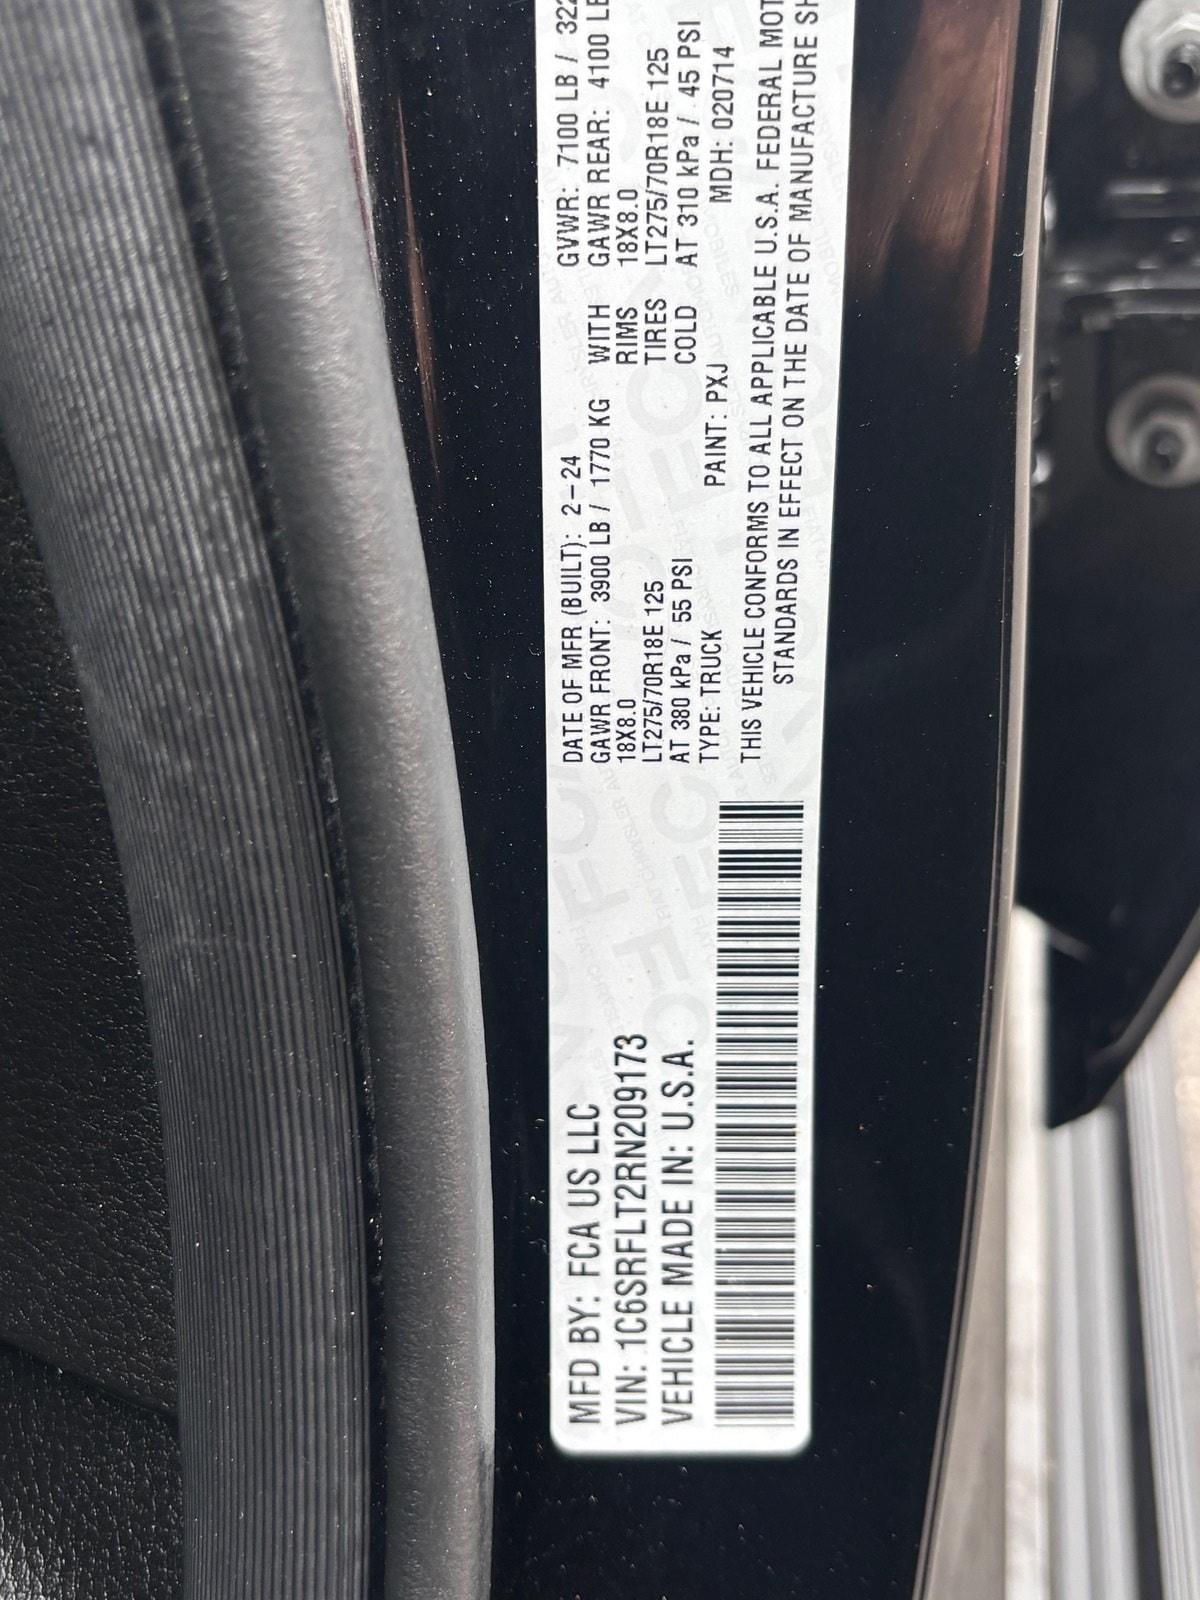 MFD BY: FCA US LLC
VIN: 1C6SRFLT2RN209173
VEHICLE MADE IN: U.S.A.
DATE OF MFR (BUILT): 2-24 GVWR: 7100 LB / 322
GAWR FRONT: 3900 LB / 1770 KG WITH GAWR REAR: 4100 LB
18X8.0 RIMS 18X8.0
LT275/70R18E 125 TIRES LT275/70R18E 125
AT 380 kPa / 55 PSI COLD AT 310 kPa / 45 PSI
TYPE: TRUCK PAINT: PXJ MDH: 020714
THIS VEHICLE CONFORMS TO ALL APPLICABLE U.S.A. FEDERAL MOT
STANDARDS IN EFFECT ON THE DATE OF MANUFACTURE SH